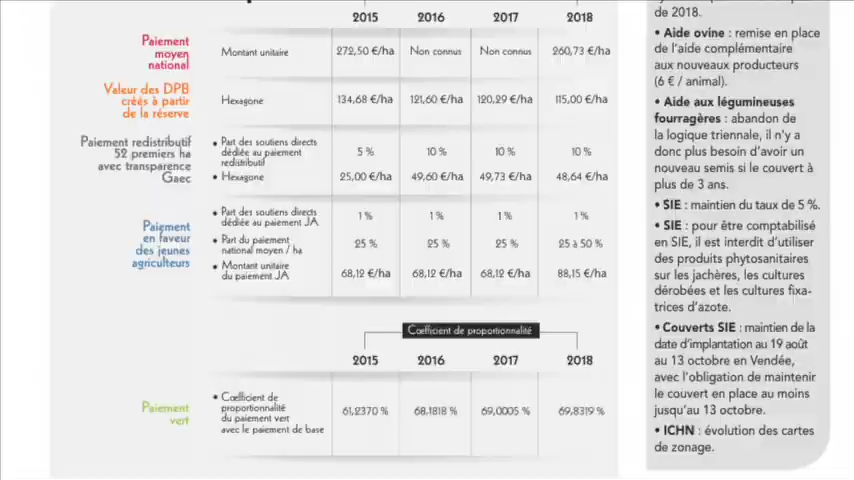 2015 2016 2017 2018
Paiement
moyen
national
Montant unitaire 272,50 €/ha Non connus Non connus 260,73 €/ha
Valeur des DPB
créés à partir
de la réserve
Hexagone 134,68 €/ha 121,60 €/ha 120,29 €/ha 115,00 €/ha
Paiement redistributif
52 premiers ha
avec transparence
Gaec
• Part des soutiens directs
dédiée au paiement
redistributif
5 % 10 % 10 % 10 %
• Hexagone 25,00 €/ha 49,60 €/ha 49,73 €/ha 48,64 €/ha
Paiement
en faveur
des jeunes
agriculteurs
• Part des soutiens directs
dédiée au paiement JA
1 % 1 % 1 % 1 %
• Part du paiement
national moyen / ha
25 % 25 % 25 % 25 à 50 %
• Montant unitaire
du paiement JA
68,12 €/ha 68,12 €/ha 68,12 €/ha 88,15 €/ha
Cœfficient de proportionnalité
2015 2016 2017 2018
Paiement
vert
• Cœfficient de
proportionnalité
du paiement vert
avec le paiement de base
61,2370 % 68,1818 % 69,0005 % 69,8319 %
de 2018.
• Aide ovine : remise en place
de l'aide complémentaire
aux nouveaux producteurs
(6 € / animal).
• Aide aux légumineuses
fourragères : abandon de
la logique triennale, il n'y a
donc plus besoin d'avoir un
nouveau semis si le couvert à
plus de 3 ans.
• SIE : maintien du taux de 5 %.
• SIE : pour être comptabilisé
en SIE, il est interdit d'utiliser
des produits phytosanitaires
sur les jachères, les cultures
dérobées et les cultures fixa-
trices d'azote.
• Couverts SIE : maintien de la
date d'implantation au 19 août
au 13 octobre en Vendée,
avec l'obligation de maintenir
le couvert en place au moins
jusqu'au 13 octobre.
• ICHN : évolution des cartes
de zonage.